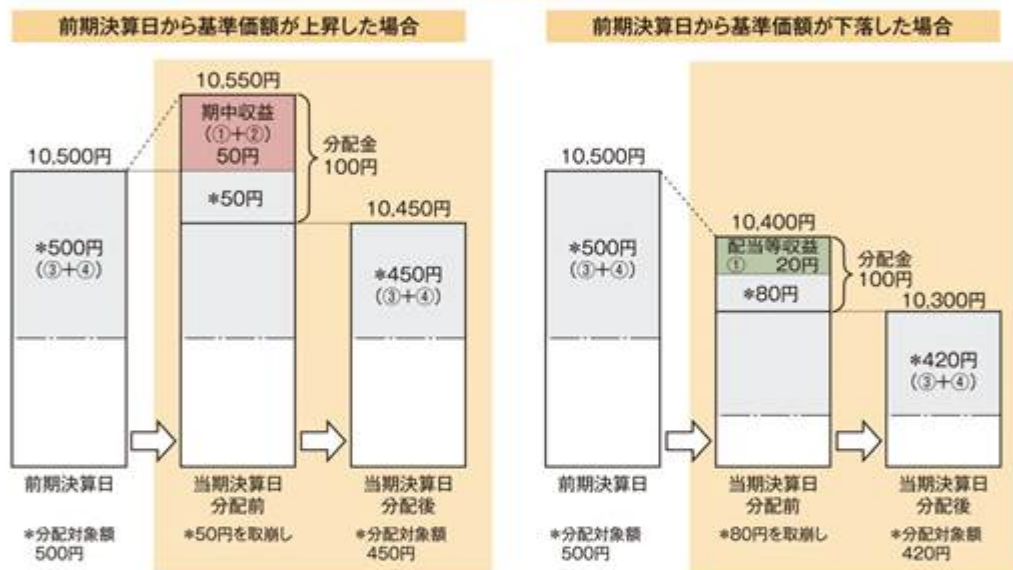 前期決算日から基準価額が上昇した場合
10,550円
期中収益
(①+②)
50円
10,500円
分配金
100円
*50円
10,450円
*500円
(③+④)
*450円
(③+④)
前期決算日
当期決算日
分配前
当期決算日
分配後
*分配対象額
500円
*50円を取崩し
*分配対象額
450円
前期決算日から基準価額が下落した場合
10,500円
10,400円
配当等収益
① 20円
分配金
100円
*500円
(③+④)
*80円
10,300円
*420円
(③+④)
前期決算日
当期決算日
分配前
当期決算日
分配後
*分配対象額
500円
*80円を取崩し
*分配対象額
420円